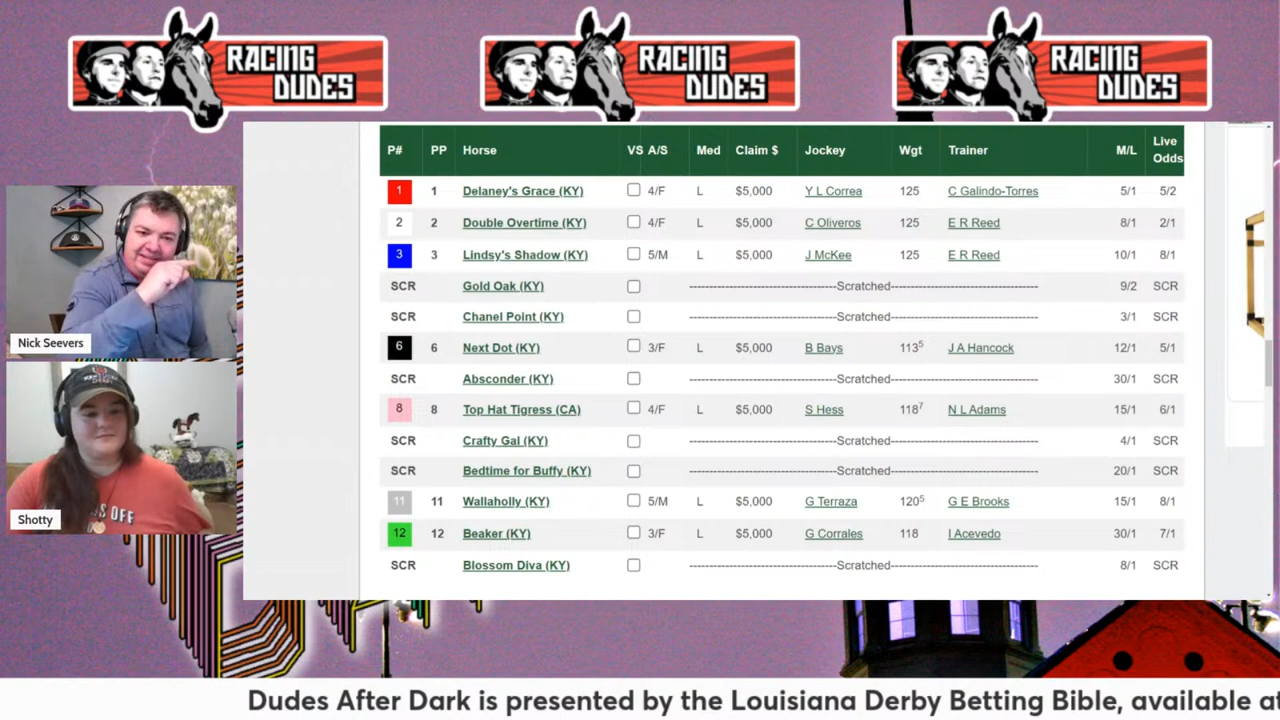 RACING
DUDES
RACING
DUDES
RACING
DUDES
P# PP Horse VS A/S Med Claim $ Jockey Wgt Trainer M/L Live Odds
1 1 Delaney's Grace (KY) 4/F L $5,000 Y L Correa 125 C Galindo-Torres 5/1 5/2
2 2 Double Overtime (KY) 4/F L $5,000 C Oliveros 125 E R Reed 8/1 2/1
3 3 Lindsy's Shadow (KY) 5/M L $5,000 J McKee 125 E R Reed 10/1 8/1
SCR Gold Oak (KY) -----------------------------------Scratched----------------------------------- 9/2 SCR
SCR Chanel Point (KY) -----------------------------------Scratched----------------------------------- 3/1 SCR
6 6 Next Dot (KY) 3/F L $5,000 B Bays 113⁵ J A Hancock 12/1 5/1
SCR Absconder (KY) -----------------------------------Scratched----------------------------------- 30/1 SCR
8 8 Top Hat Tigress (CA) 4/F L $5,000 S Hess 118⁷ N L Adams 15/1 6/1
SCR Crafty Gal (KY) -----------------------------------Scratched----------------------------------- 4/1 SCR
SCR Bedtime for Buffy (KY) -----------------------------------Scratched----------------------------------- 20/1 SCR
11 11 Wallaholly (KY) 5/M L $5,000 G Terraza 120⁵ G E Brooks 15/1 8/1
12 12 Beaker (KY) 3/F L $5,000 G Corrales 118 I Acevedo 30/1 7/1
SCR Blossom Diva (KY) -----------------------------------Scratched----------------------------------- 8/1 SCR
Nick Seevers
Shotty
OFF
Dudes After Dark is presented by the Louisiana Derby Betting Bible, available at